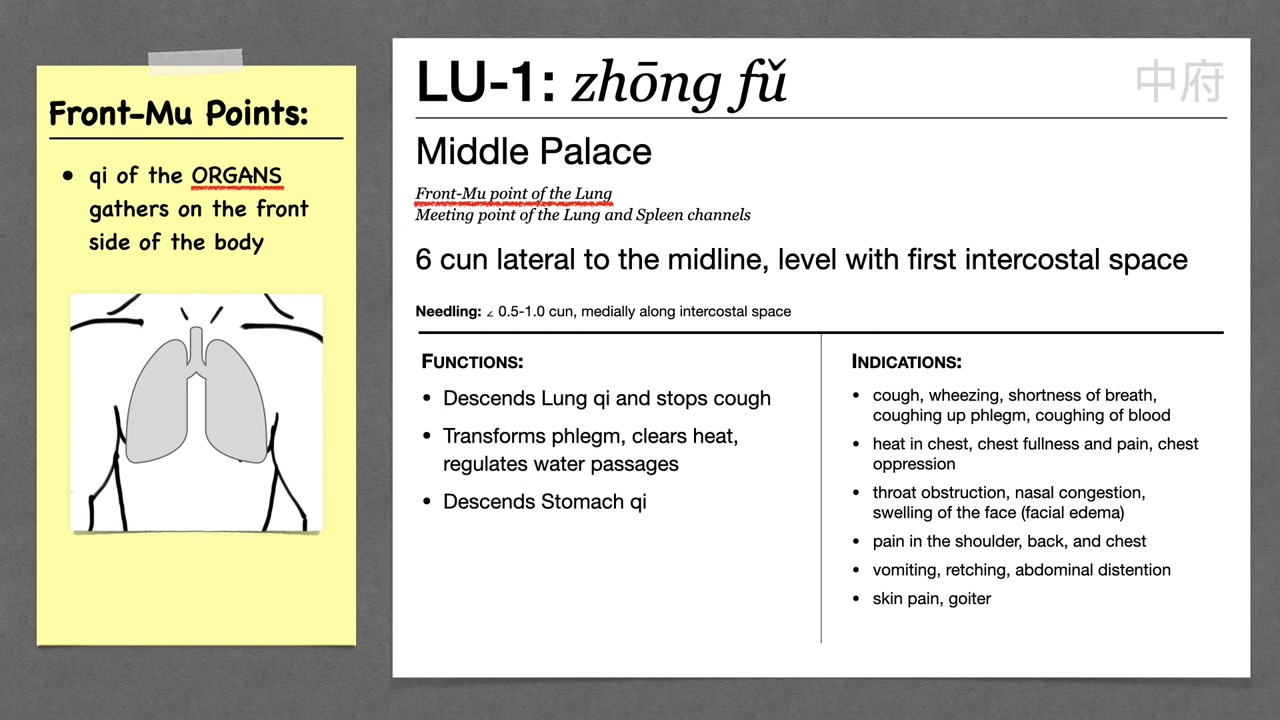 Front-Mu Points:
• qi of the ORGANS
gathers on the front
side of the body
LU-1: zhōng fǔ
中府
Middle Palace
Front-Mu point of the Lung
Meeting point of the Lung and Spleen channels
6 cun lateral to the midline, level with first intercostal space
Needling: ∠ 0.5-1.0 cun, medially along intercostal space
FUNCTIONS:
• Descends Lung qi and stops cough
• Transforms phlegm, clears heat,
regulates water passages
• Descends Stomach qi
INDICATIONS:
• cough, wheezing, shortness of breath,
coughing up phlegm, coughing of blood
• heat in chest, chest fullness and pain, chest
oppression
• throat obstruction, nasal congestion,
swelling of the face (facial edema)
• pain in the shoulder, back, and chest
• vomiting, retching, abdominal distention
• skin pain, goiter